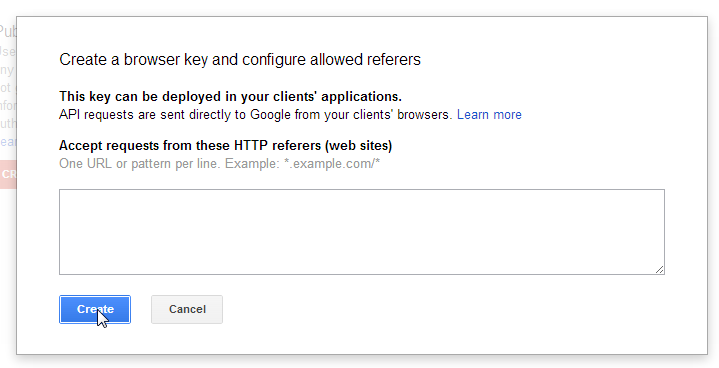 Create a browser key and configure allowed referers
This key can be deployed in your clients' applications.
API requests are sent directly to Google from your clients' browsers. Learn more
Accept requests from these HTTP referers (web sites)
One URL or pattern per line. Example: *.example.com/*
Create
Cancel